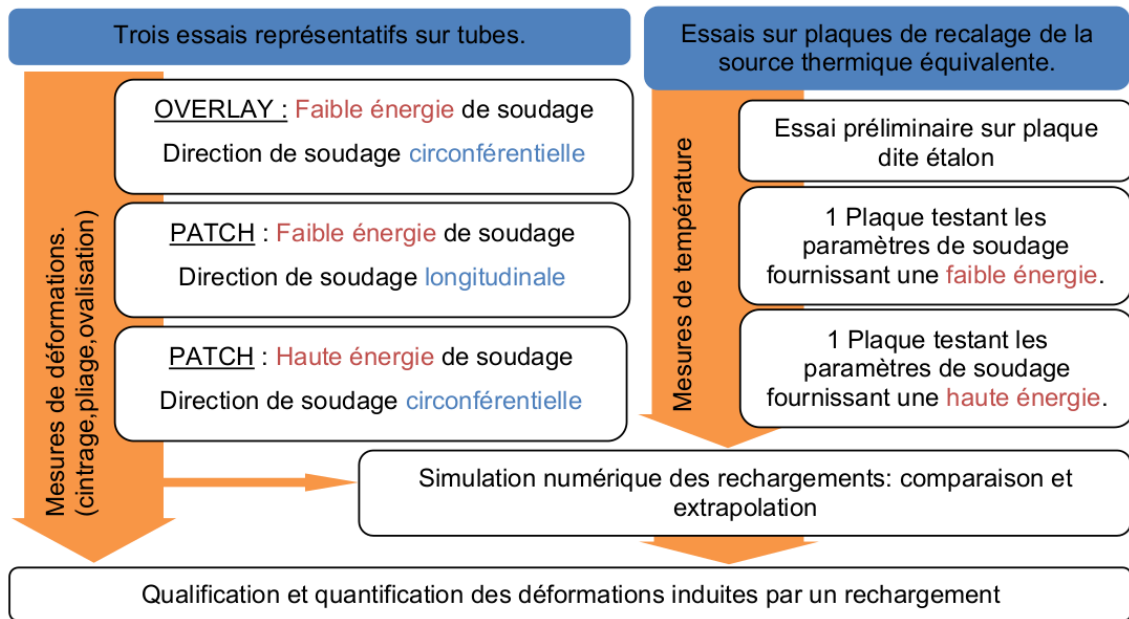 Trois essais représentatifs sur tubes.
OVERLAY : Faible énergie de soudage
Direction de soudage circonférentielle
PATCH : Faible énergie de soudage
Direction de soudage longitudinale
PATCH : Haute énergie de soudage
Direction de soudage circonférentielle
Mesures de déformations.
(cintrage,pliage,ovalisation)
Essais sur plaques de recalage de la
source thermique équivalente.
Essai préliminaire sur plaque
dite étalon
1 Plaque testant les
paramètres de soudage
fournissant une faible énergie.
1 Plaque testant les
paramètres de soudage
fournissant une haute énergie.
Mesures de température
Simulation numérique des rechargements: comparaison et
extrapolation
Qualification et quantification des déformations induites par un rechargement